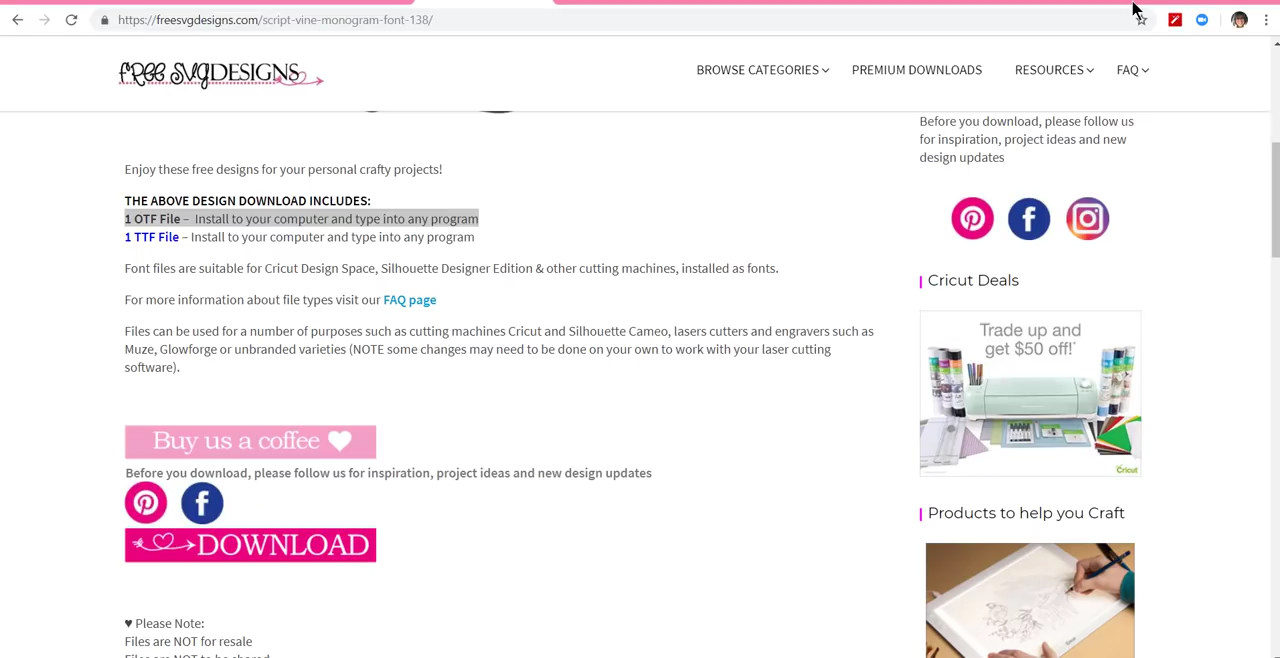 https://freesvgdesigns.com/script-vine-monogram-font-138/
FREE SVGDESIGNS
BROWSE CATEGORIES
PREMIUM DOWNLOADS
RESOURCES
FAQ
Enjoy these free designs for your personal crafty projects!
THE ABOVE DESIGN DOWNLOAD INCLUDES:
1 OTF File – Install to your computer and type into any program
1 TTF File – Install to your computer and type into any program
Font files are suitable for Cricut Design Space, Silhouette Designer Edition & other cutting machines, installed as fonts.
For more information about file types visit our FAQ page
Files can be used for a number of purposes such as cutting machines Cricut and Silhouette Cameo, lasers cutters and engravers such as
Muze, Glowforge or unbranded varieties (NOTE some changes may need to be done on your own to work with your laser cutting
software).
Buy us a coffee
Before you download, please follow us for inspiration, project ideas and new design updates
DOWNLOAD
♥ Please Note:
Files are NOT for resale
Files are NOT to be shared
Before you download, please follow us
for inspiration, project ideas and new
design updates
Cricut Deals
Trade up and
get $50 off!*
Cricut
Products to help you Craft